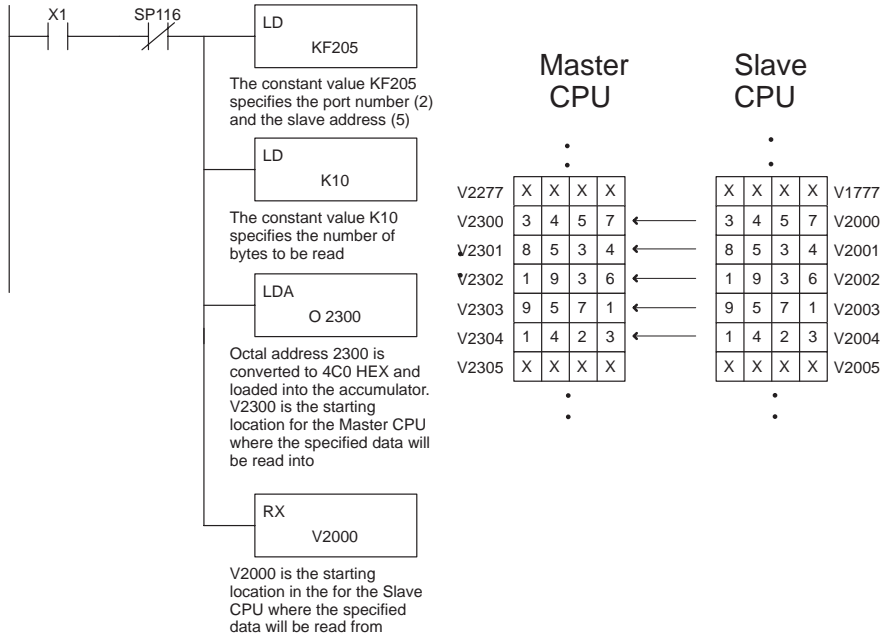 X1 SP116
LD
KF205
The constant value KF205
specifies the port number (2)
and the slave address (5)
LD
K10
The constant value K10
specifies the number of
bytes to be read
LDA
O 2300
Octal address 2300 is
converted to 4C0 HEX and
loaded into the accumulator.
V2300 is the starting
location for the Master CPU
where the specified data will
be read into
RX
V2000
V2000 is the starting
location in the for the Slave
CPU where the specified
data will be read from
Master
CPU
Slave
CPU
V2277 X X X X X X X X V1777
V2300 3 4 5 7 3 4 5 7 V2000
V2301 8 5 3 4 8 5 3 4 V2001
V2302 1 9 3 6 1 9 3 6 V2002
V2303 9 5 7 1 9 5 7 1 V2003
V2304 1 4 2 3 1 4 2 3 V2004
V2305 X X X X X X X X V2005